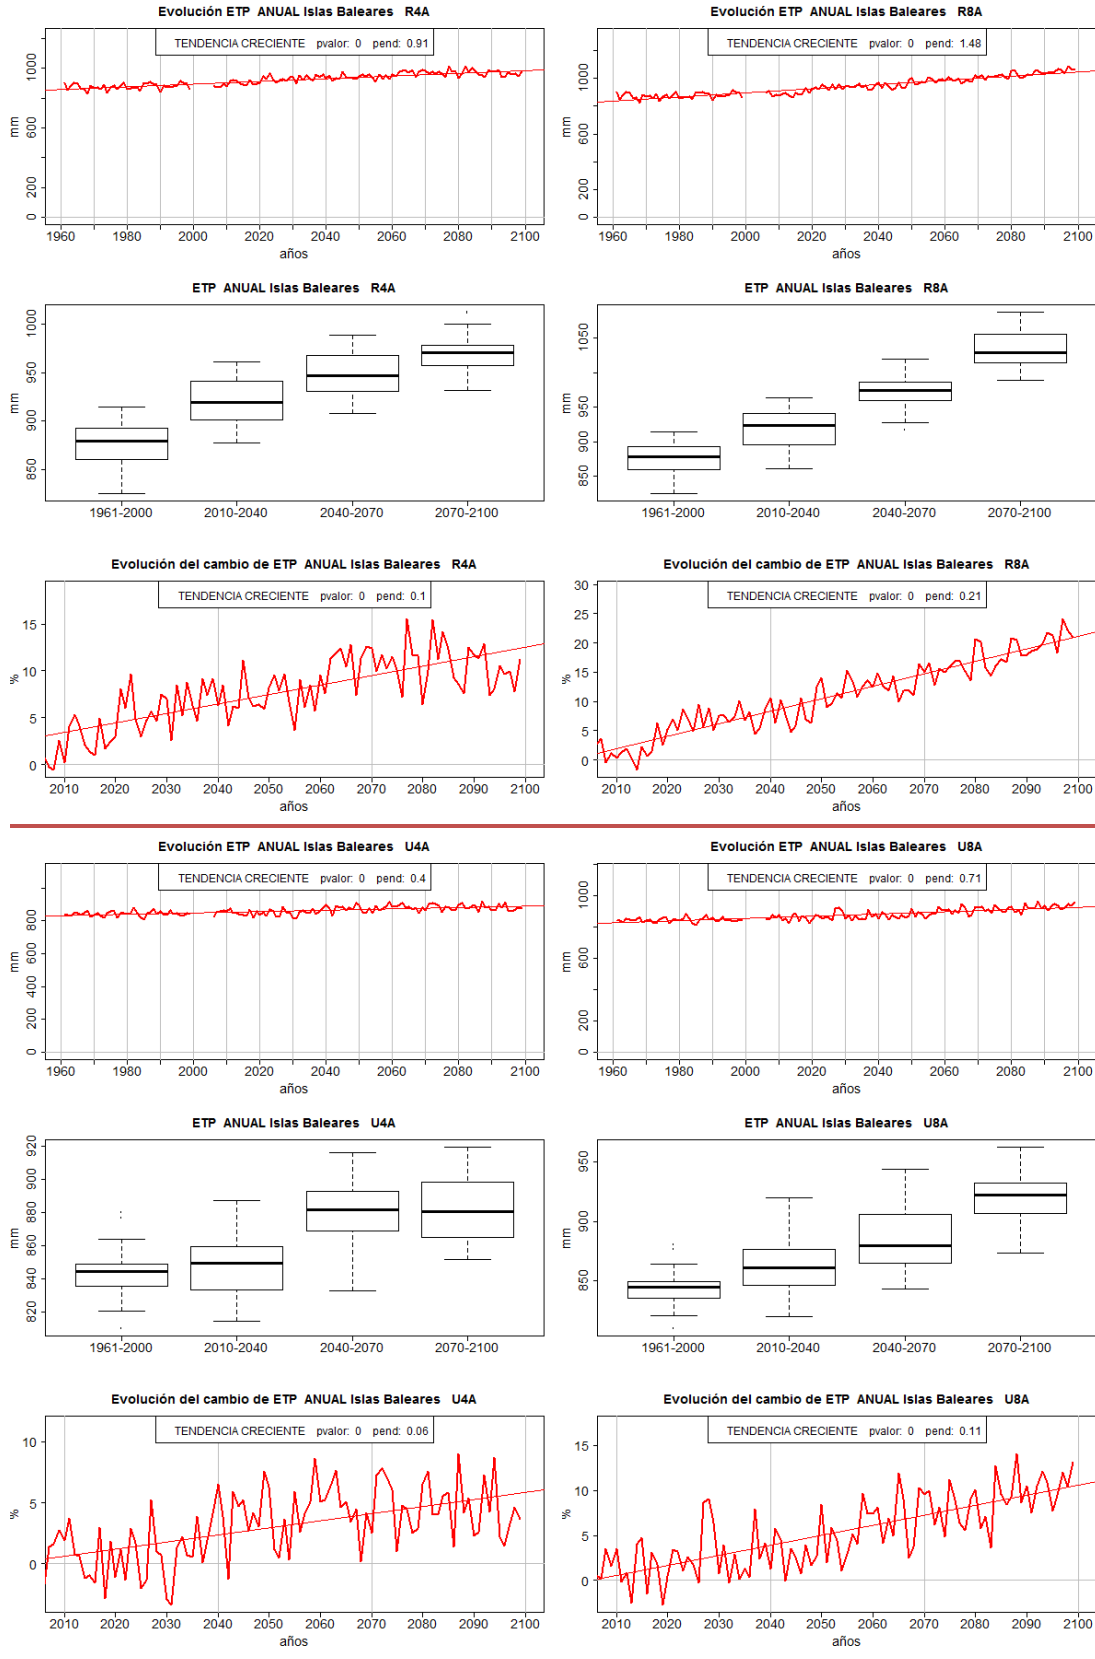 Evolución ETP ANUAL Islas Baleares R4A
TENDENCIA CRECIENTE pvalor: 0 pend: 0.91
mm
0 200 600 1000
1960 1980 2000 2020 2040 2060 2080 2100
años
Evolución ETP ANUAL Islas Baleares R8A
TENDENCIA CRECIENTE pvalor: 0 pend: 1.48
mm
0 200 600 1000
1960 1980 2000 2020 2040 2060 2080 2100
años
ETP ANUAL Islas Baleares R4A
mm
850 900 950 1000
1961-2000 2010-2040 2040-2070 2070-2100
ETP ANUAL Islas Baleares R8A
mm
850 900 950 1050
1961-2000 2010-2040 2040-2070 2070-2100
Evolución del cambio de ETP ANUAL Islas Baleares R4A
TENDENCIA CRECIENTE pvalor: 0 pend: 0.1
%
0 5 10 15
2010 2020 2030 2040 2050 2060 2070 2080 2090 2100
años
Evolución del cambio de ETP ANUAL Islas Baleares R8A
TENDENCIA CRECIENTE pvalor: 0 pend: 0.21
%
0 5 10 15 20 25 30
2010 2020 2030 2040 2050 2060 2070 2080 2090 2100
años
Evolución ETP ANUAL Islas Baleares U4A
TENDENCIA CRECIENTE pvalor: 0 pend: 0.4
mm
0 200 400 600 800
1960 1980 2000 2020 2040 2060 2080 2100
años
Evolución ETP ANUAL Islas Baleares U8A
TENDENCIA CRECIENTE pvalor: 0 pend: 0.71
mm
0 200 600 1000
1960 1980 2000 2020 2040 2060 2080 2100
años
ETP ANUAL Islas Baleares U4A
mm
820 840 860 880 900 920
1961-2000 2010-2040 2040-2070 2070-2100
ETP ANUAL Islas Baleares U8A
mm
850 900 950
1961-2000 2010-2040 2040-2070 2070-2100
Evolución del cambio de ETP ANUAL Islas Baleares U4A
TENDENCIA CRECIENTE pvalor: 0 pend: 0.06
%
0 5 10
2010 2020 2030 2040 2050 2060 2070 2080 2090 2100
años
Evolución del cambio de ETP ANUAL Islas Baleares U8A
TENDENCIA CRECIENTE pvalor: 0 pend: 0.11
%
0 5 10 15
2010 2020 2030 2040 2050 2060 2070 2080 2090 2100
años